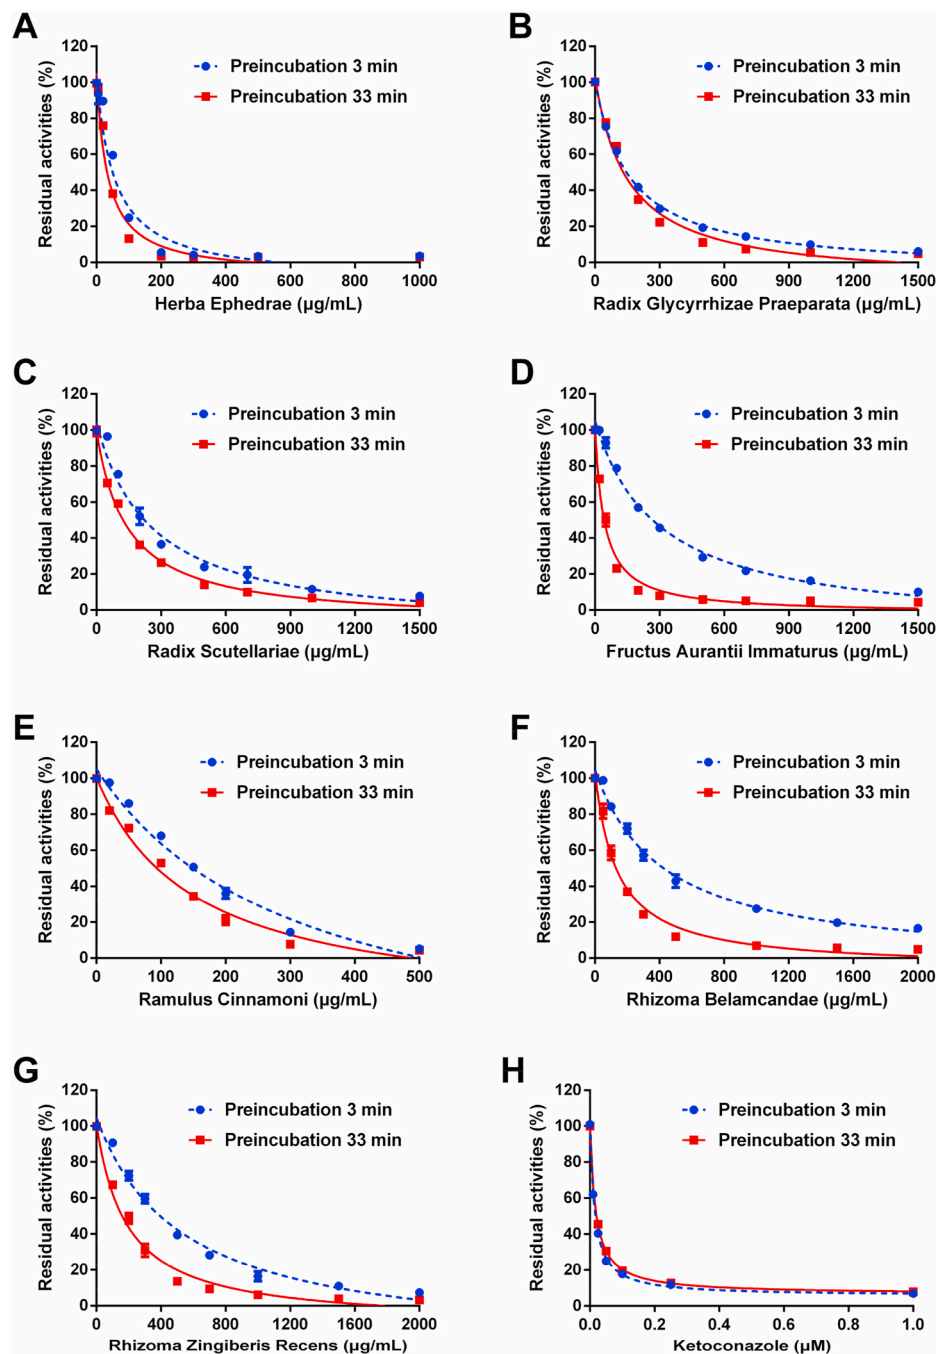 A
Residual activities (%)
120
100
80
60
40
20
0
Preincubation 3 min
Preincubation 33 min
0 200 400 600 800 1000
Herba Ephedrae (μg/mL)
B
Residual activities (%)
120
100
80
60
40
20
0
Preincubation 3 min
Preincubation 33 min
0 300 600 900 1200 1500
Radix Glycyrrhizae Praeparata (μg/mL)
C
Residual activities (%)
120
100
80
60
40
20
0
Preincubation 3 min
Preincubation 33 min
0 300 600 900 1200 1500
Radix Scutellariae (μg/mL)
D
Residual activities (%)
120
100
80
60
40
20
0
Preincubation 3 min
Preincubation 33 min
0 300 600 900 1200 1500
Fructus Aurantii Immaturus (μg/mL)
E
Residual activities (%)
120
100
80
60
40
20
0
Preincubation 3 min
Preincubation 33 min
0 100 200 300 500
Ramulus Cinnamoni (μg/mL)
F
Residual activities (%)
120
100
80
60
40
20
0
Preincubation 3 min
Preincubation 33 min
0 400 800 1200 1600 2000
Rhizoma Belamcandae (μg/mL)
G
Residual activities (%)
120
100
80
60
40
20
0
Preincubation 3 min
Preincubation 33 min
0 400 800 1200 1600 2000
Rhizoma Zingiberis Recens (μg/mL)
H
Residual activities (%)
120
100
80
60
40
20
0
Preincubation 3 min
Preincubation 33 min
0.0 0.2 0.4 0.6 0.8 1.0
Ketoconazole (μM)